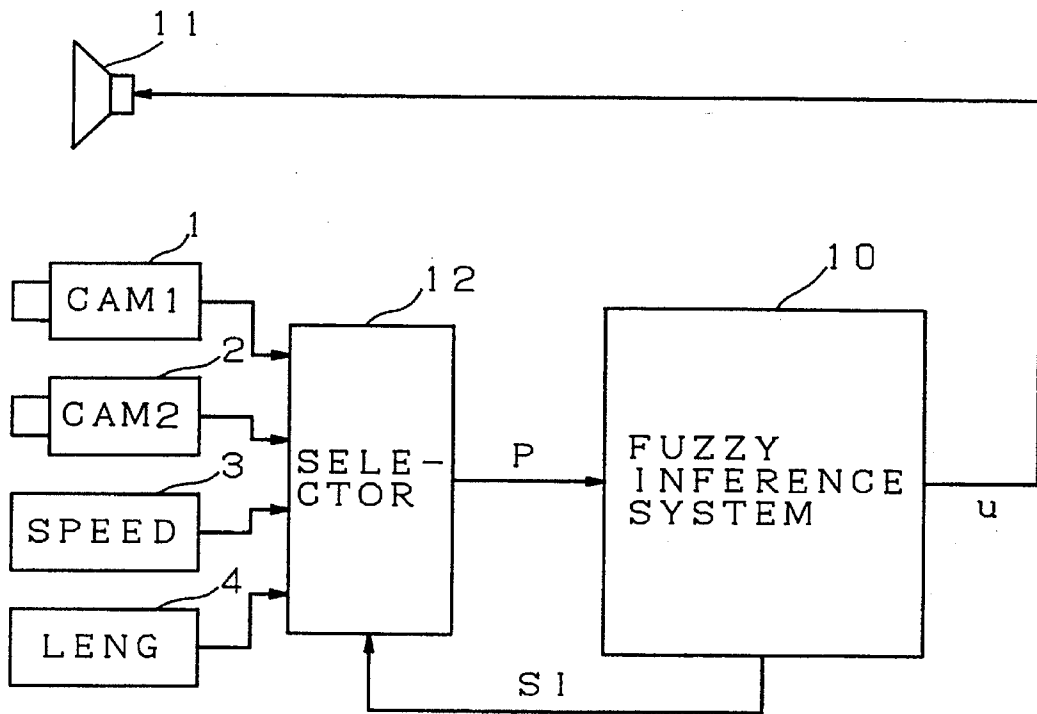 11
1
CAM1
2
CAM2
3
SPEED
4
LENG
12
SELE-
CTOR
P
10
FUZZY
INFERENCE
SYSTEM
u
SI